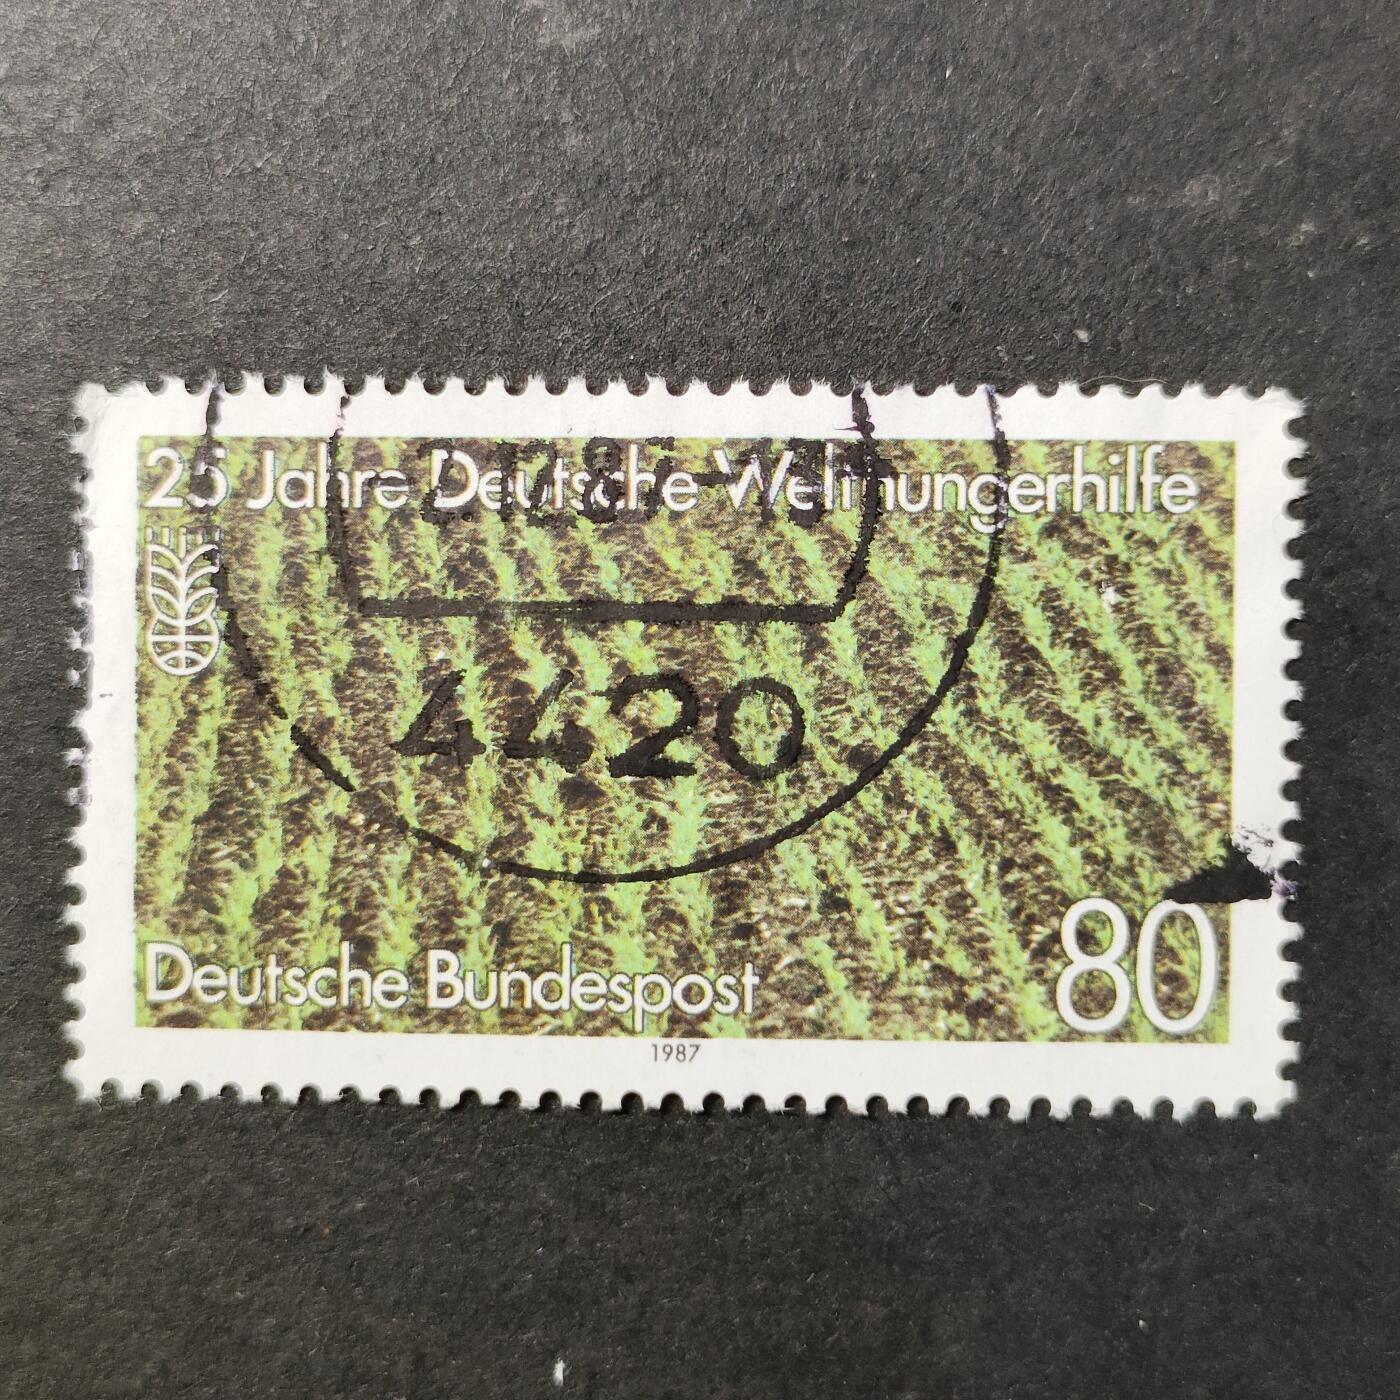 25 Jahre Deutsche Welthungerhilfe
4420
Deutsche Bundespost
80
1987